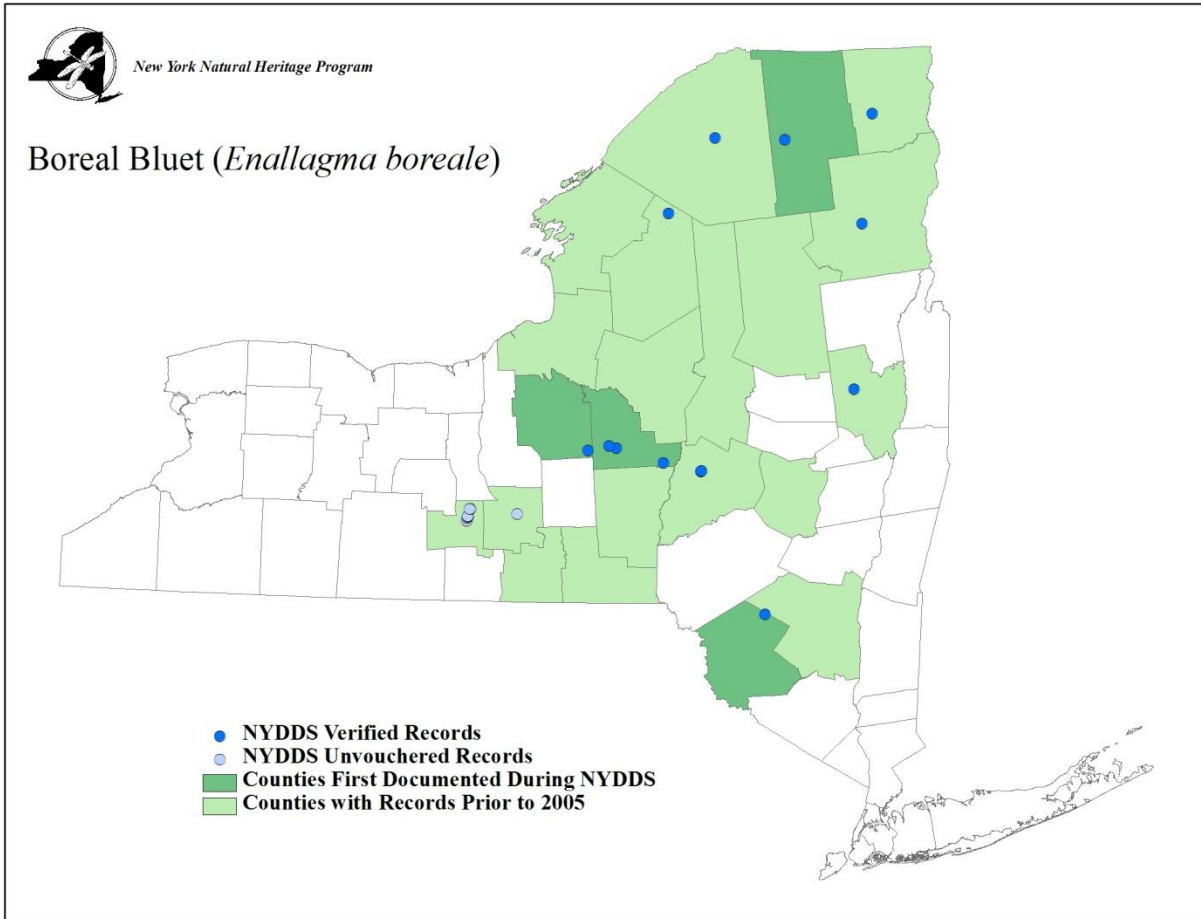 New York Natural Heritage Program
Boreal Bluet (Enallagma boreale)
NYDDS Verified Records
NYDDS Unvouchered Records
Counties First Documented During NYDDS
Counties with Records Prior to 2005